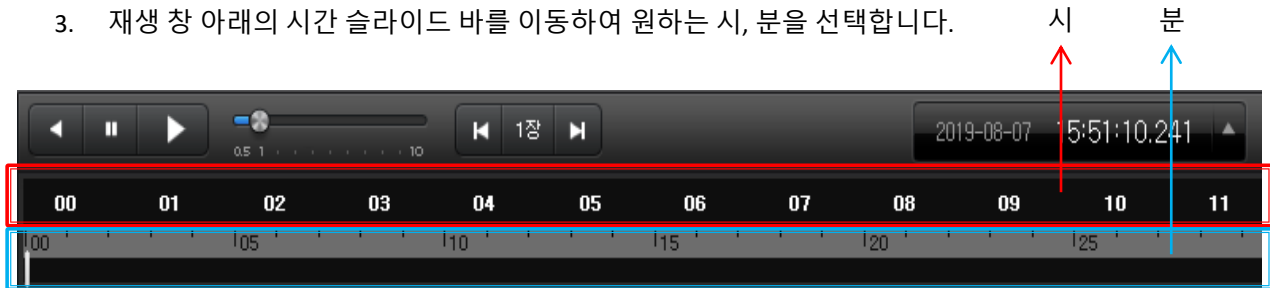 3. 재생 창 아래의 시간 슬라이드 바를 이동하여 원하는 시, 분을 선택합니다.
시 분
0.5 1 10 1장 2019-08-07 15:51:10.241
00 01 02 03 04 05 06 07 08 09 10 11
00 05 10 15 20 25